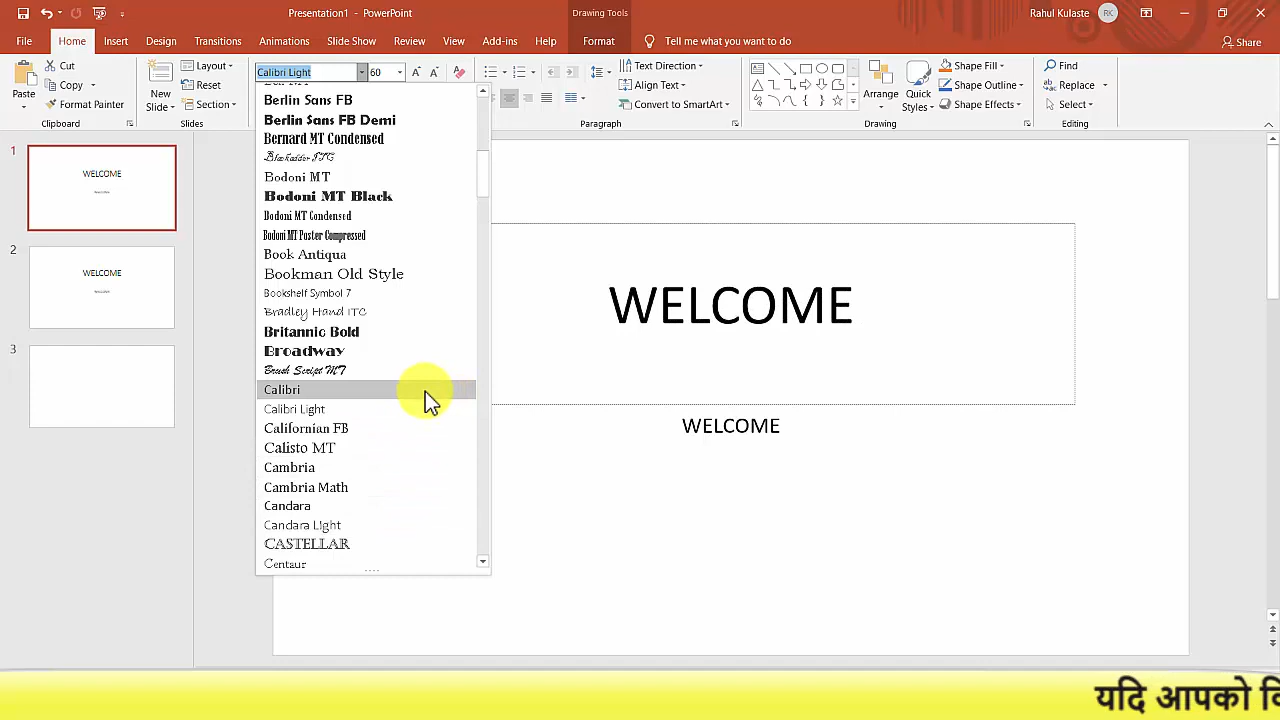 Presentation1 - PowerPoint
Drawing Tools
Rahul Kulaste
RK
File
Home
Insert
Design
Transitions
Animations
Slide Show
Review
View
Add-ins
Help
Format
Tell me what you want to do
Share
Paste
Cut
Copy
Format Painter
Clipboard
New
Slide
Layout
Reset
Section
Slides
Calibri Light
60
Text Direction
Align Text
Convert to SmartArt
Paragraph
Arrange
Quick
Styles
Shape Fill
Shape Outline
Shape Effects
Drawing
Find
Replace
Select
Editing
Berlin Sans FB
Berlin Sans FB Demi
Bernard MT Condensed
Blackadder ITC
Bodoni MT
Bodoni MT Black
Bodoni MT Condensed
Bodoni MT Poster Compressed
Book Antiqua
Bookman Old Style
Bookshelf Symbol 7
Bradley Hand ITC
Britannic Bold
Broadway
Brush Script MT
Calibri
Calibri Light
Californian FB
Calisto MT
Cambria
Cambria Math
Candara
Candara Light
CASTELLAR
Centaur
1
WELCOME
2
WELCOME
3
WELCOME
WELCOME
यदि आपको